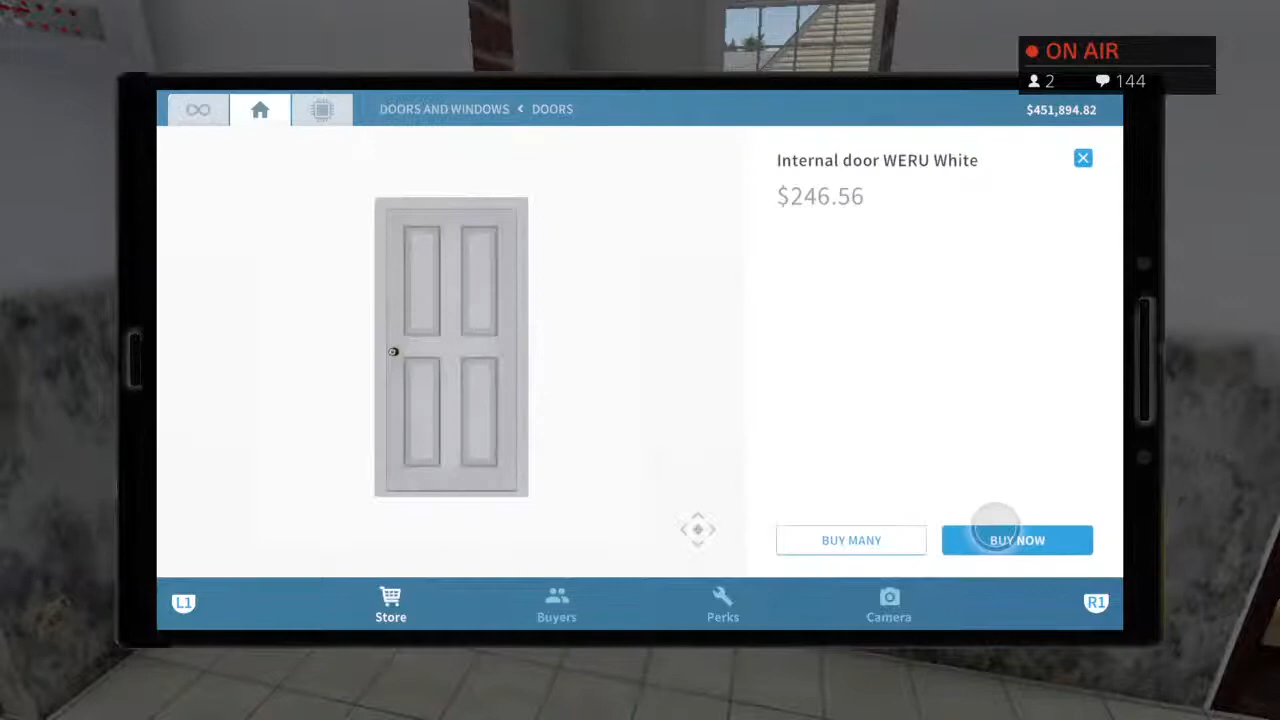 ON AIR
2 144
DOORS AND WINDOWS < DOORS $451,894.82
Internal door WERU White
$246.56
BUY MANY BUY NOW
L1 Store Buyers Perks Camera R1